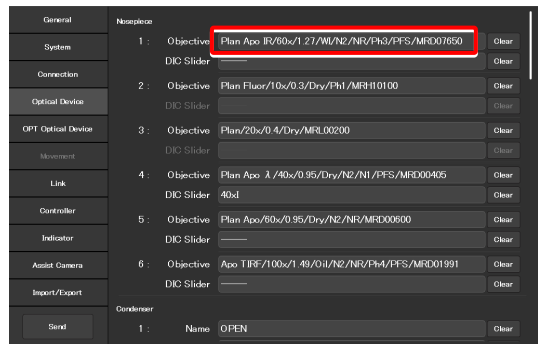 General
System
Connection
Optical Device
OPT Optical Device
Movement
Link
Controller
Indicator
Assist Camera
Import/Export
Send
Nosepiece
1 : Objective Plan Apo IR/60x/1.27/WI/N2/NR/Ph3/PFS/MRD07650 Clear
DIC Slider —— Clear
2 : Objective Plan Fluor/10x/0.3/Dry/Ph1/MRH10100 Clear
DIC Slider Clear
3 : Objective Plan/20x/0.4/Dry/MRL00200 Clear
DIC Slider Clear
4 : Objective Plan Apo λ/40x/0.95/Dry/N2/N1/PFS/MRD00405 Clear
DIC Slider 40xI Clear
5 : Objective Plan Apo/60x/0.95/Dry/N2/NR/MRD00600 Clear
DIC Slider —— Clear
6 : Objective Apo TIRF/100x/1.49/Oil/N2/NR/Ph4/PFS/MRD01991 Clear
DIC Slider —— Clear
Condenser
1 : Name OPEN Clear